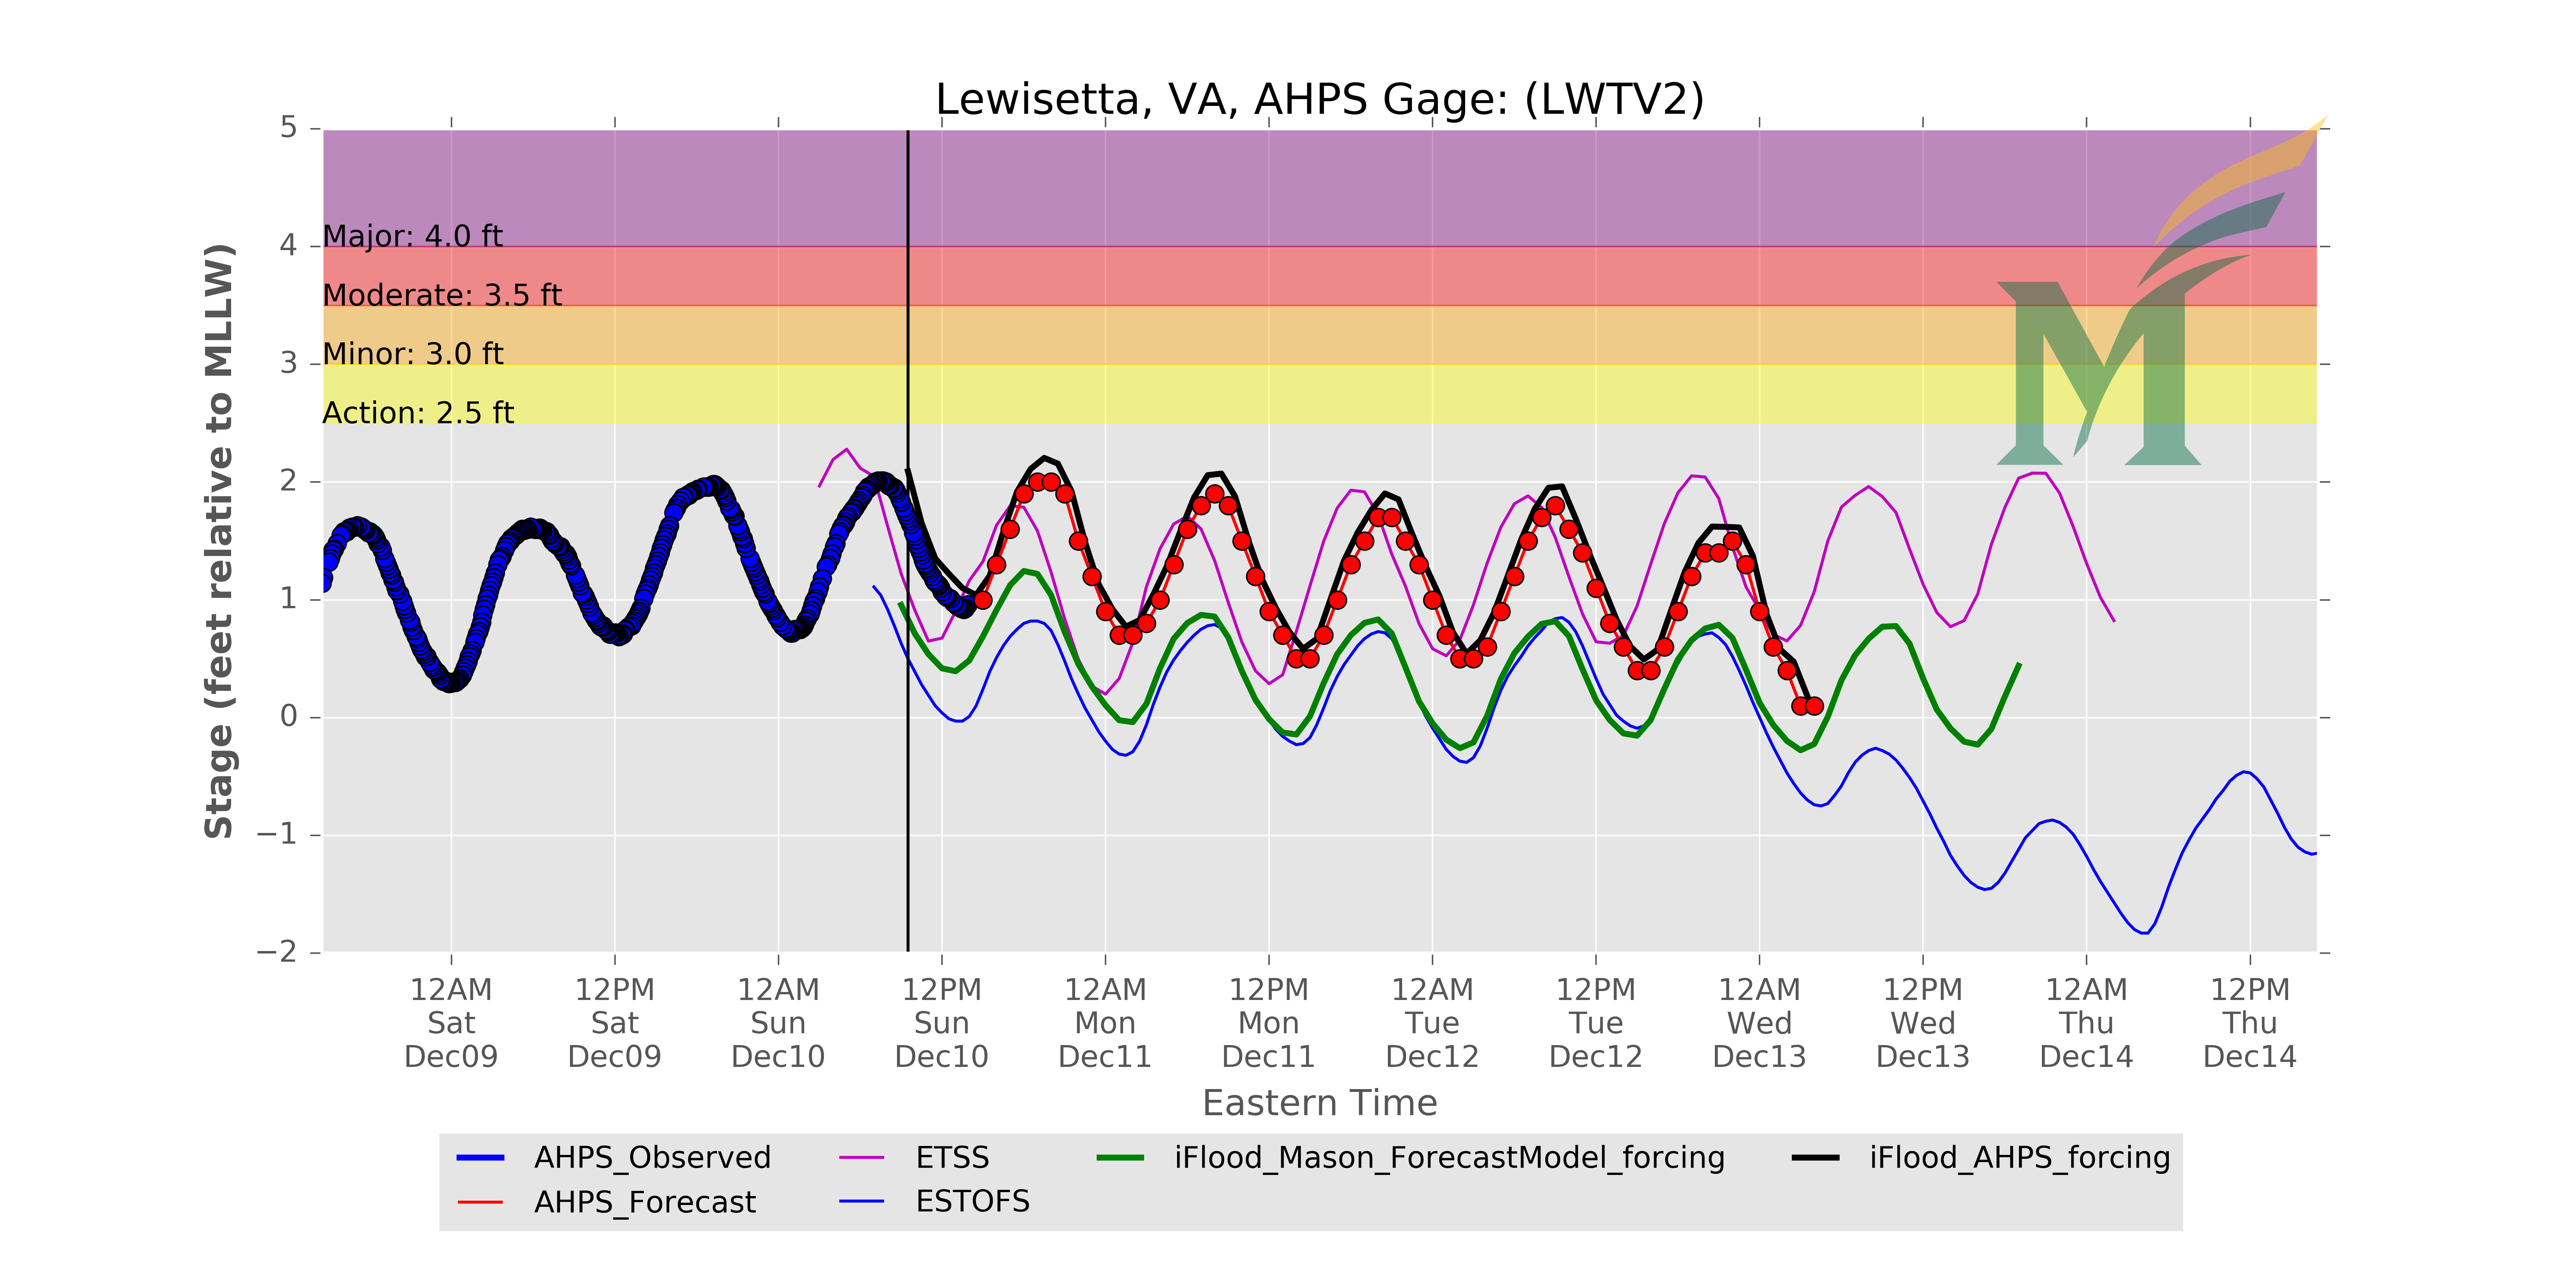 Lewisetta, VA, AHPS Gage: (LWTV2)
5
4
3
2
1
0
−1
−2
Stage (feet relative to MLLW)
Major: 4.0 ft
Moderate: 3.5 ft
Minor: 3.0 ft
Action: 2.5 ft
M
12AM 12PM 12AM 12PM 12AM 12PM 12AM 12PM 12AM 12PM 12AM 12PM
Sat Sat Sun Sun Mon Mon Tue Tue Wed Wed Thu Thu
Dec09 Dec09 Dec10 Dec10 Dec11 Dec11 Dec12 Dec12 Dec13 Dec13 Dec14 Dec14
Eastern Time
AHPS_Observed ETSS iFlood_Mason_ForecastModel_forcing iFlood_AHPS_forcing
AHPS_Forecast ESTOFS